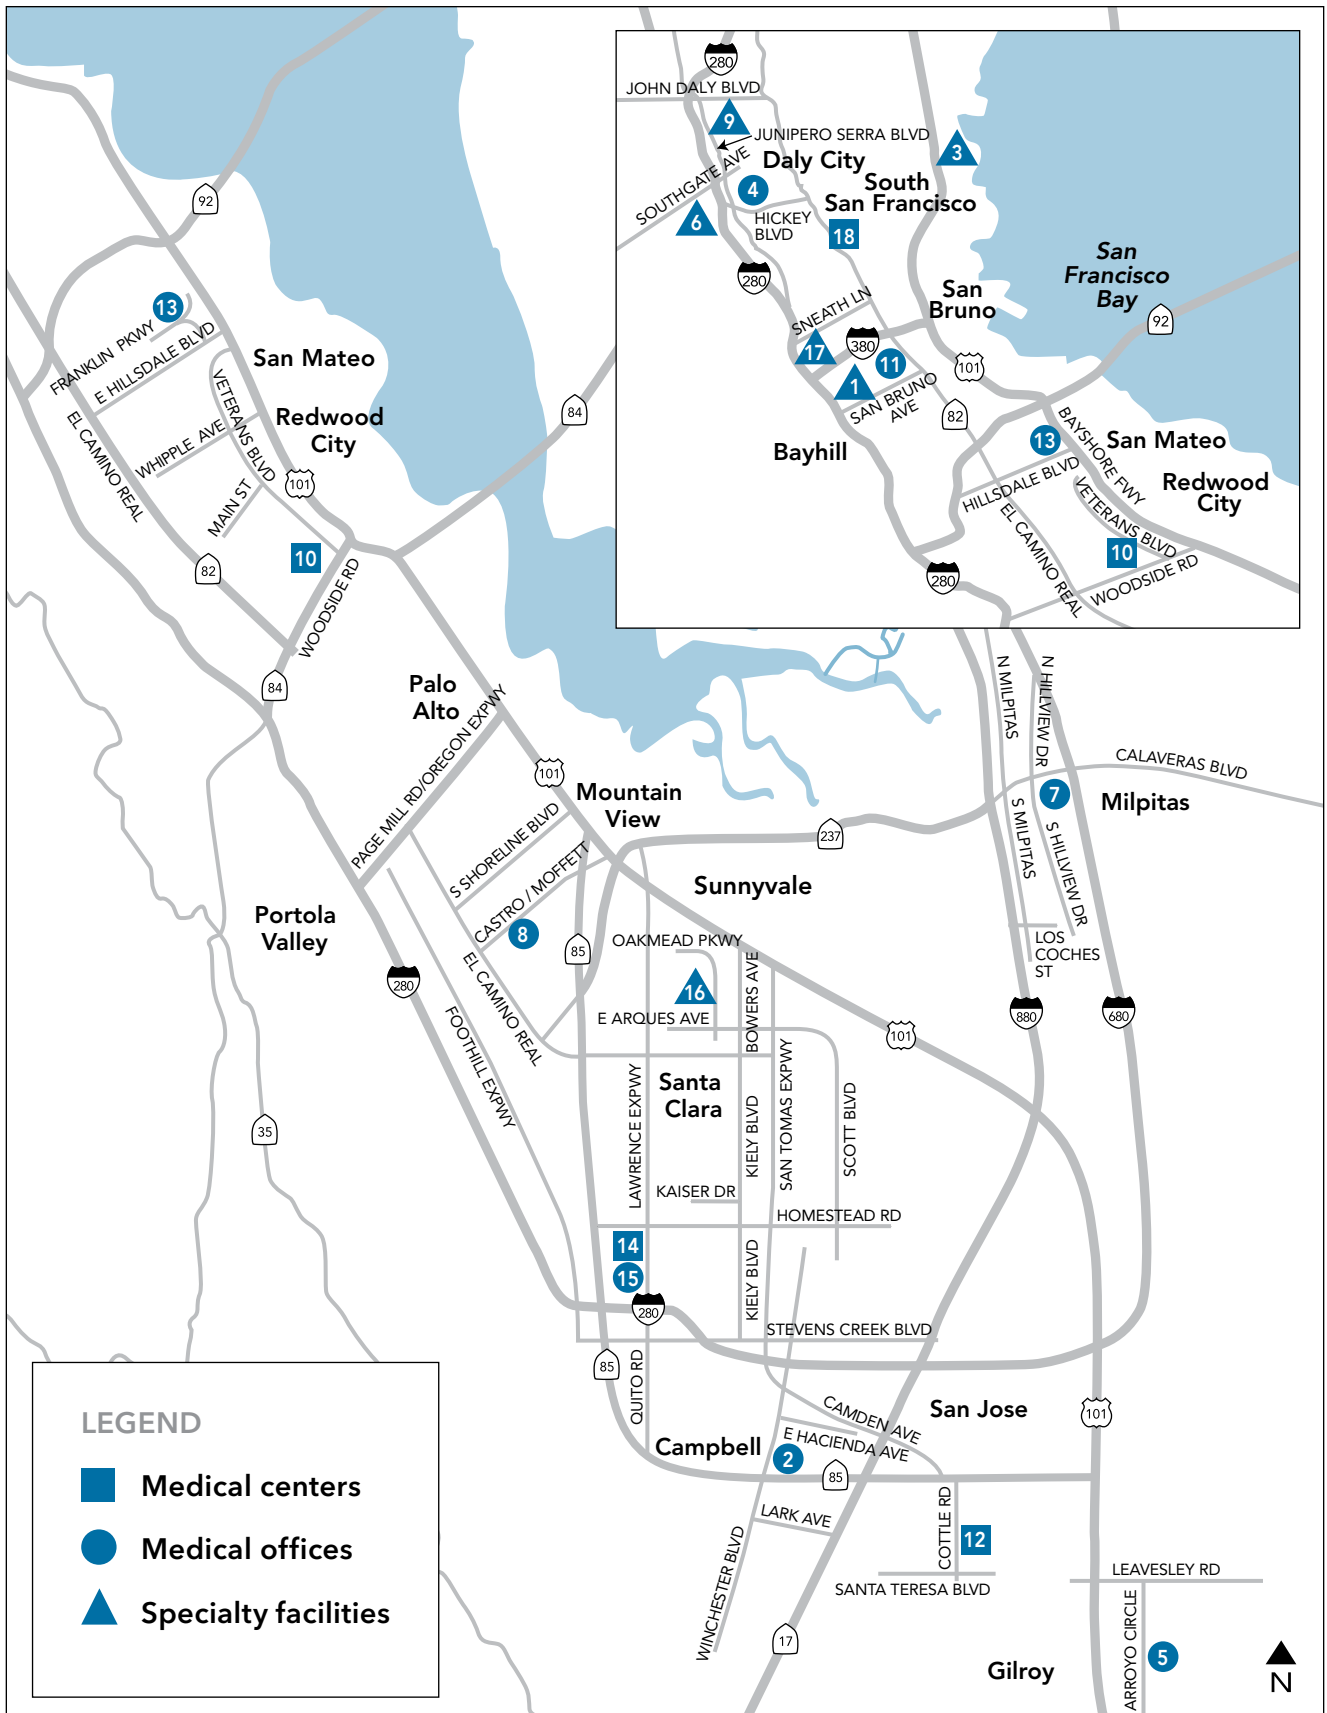 280
JOHN DALY BLVD
9
JUNIPERO SERRA BLVD
3
Daly City
SOUTHGATE AVE
4
South
San Francisco
6
HICKEY
BLVD
18
280
San
Francisco
Bay
SNEATH LN
San
Bruno
92
17
380
11
101
1
SAN BRUNO
AVE
82
BAYSHORE FWY
Bayhill
13
San Mateo
HILLSDALE BLVD
Redwood
City
VETERANS BLVD
EL CAMINO REAL
10
280
WOODSIDE RD
92
13
FRANKLIN PKWY
E HILLSDALE BLVD
San Mateo
VETERANS BLVD
Redwood
City
84
EL CAMINO REAL
WHIPPLE AVE
101
MAIN ST
10
82
WOODSIDE RD
84
Palo
Alto
PAGE MILL RD/OREGON EXPWY
N MILPITAS
N HILLVIEW DR
CALAVERAS BLVD
101
Mountain
View
7
Milpitas
S MILPITAS
S HILLVIEW DR
237
S SHORELINE BLVD
CASTRO / MOFFETT
Sunnyvale
Portola
Valley
8
85
OAKMEAD PKWY
LOS
COCHES
ST
280
EL CAMINO REAL
16
BOWERS AVE
E ARQUES AVE
880
680
101
FOOTHILL EXPWY
Santa
Clara
LAWRENCE EXPWY
KIELY BLVD
SAN TOMAS EXPWY
SCOTT BLVD
35
KAISER DR
HOMESTEAD RD
14
15
KIELY BLVD
280
STEVENS CREEK BLVD
85
QUITO RD
CAMDEN AVE
San Jose
101
E HACIENDA AVE
Campbell
2
85
LARK AVE
COTTLE RD
12
WINCHESTER BLVD
SANTA TERESA BLVD
LEAVESLEY RD
17
Gilroy
ARROYO CIRCLE
5
N
LEGEND
Medical centers
Medical offices
Specialty facilities